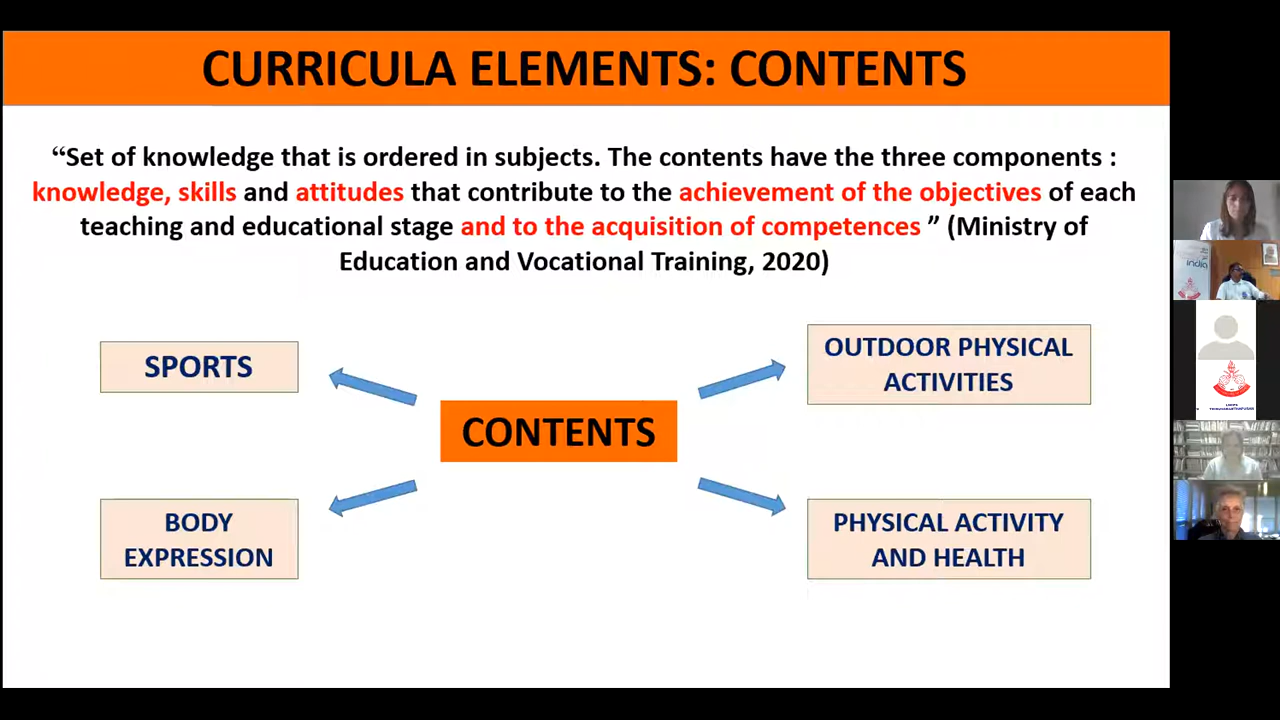 CURRICULA ELEMENTS: CONTENTS
“Set of knowledge that is ordered in subjects. The contents have the three components :
knowledge, skills and attitudes that contribute to the achievement of the objectives of each
teaching and educational stage and to the acquisition of competences ” (Ministry of
Education and Vocational Training, 2020)
SPORTS
OUTDOOR PHYSICAL
ACTIVITIES
CONTENTS
BODY
EXPRESSION
PHYSICAL ACTIVITY
AND HEALTH
india